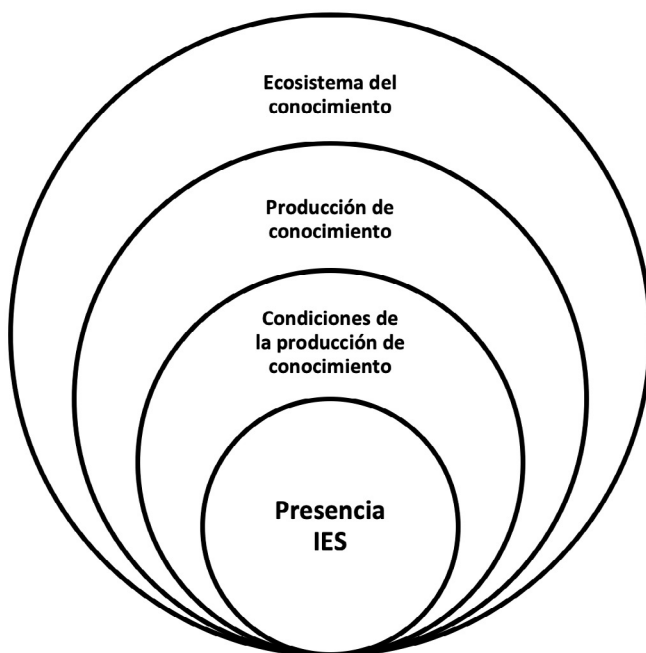 Ecosistema del
conocimiento
Producción de
conocimiento
Condiciones de
la producción de
conocimiento
Presencia
IES